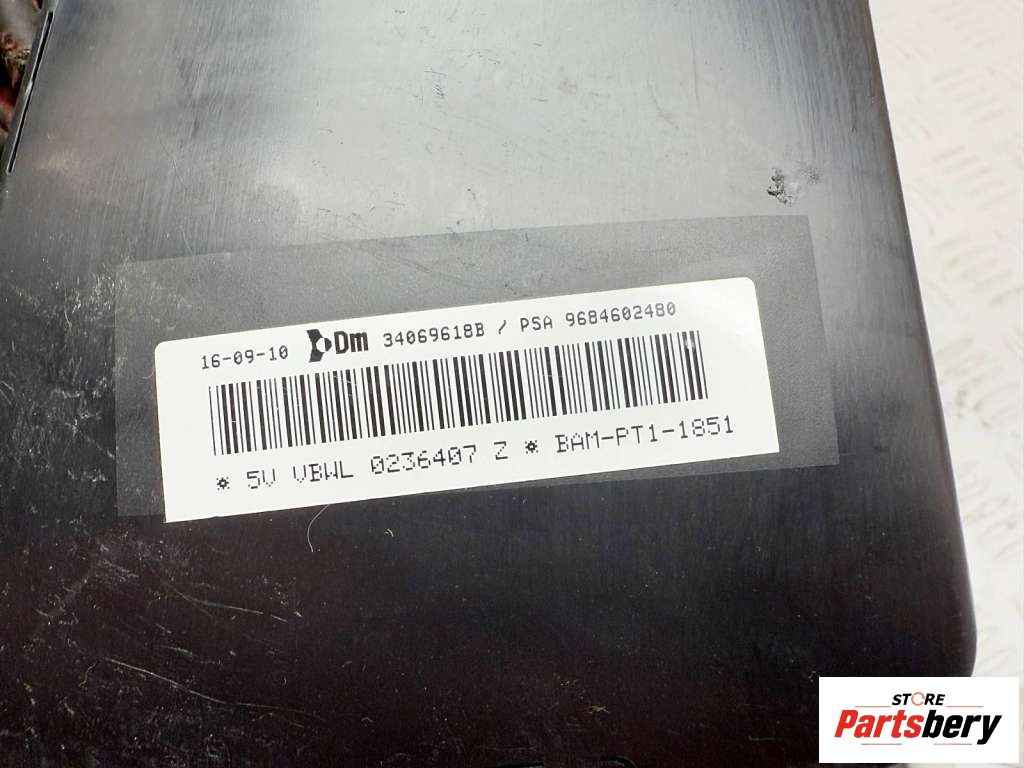 16-09-10 Dm 34069618B / PSA 9684602480
* 5V VBWL 0236407 Z * BAM-PT1-1851
STORE
Partsbery